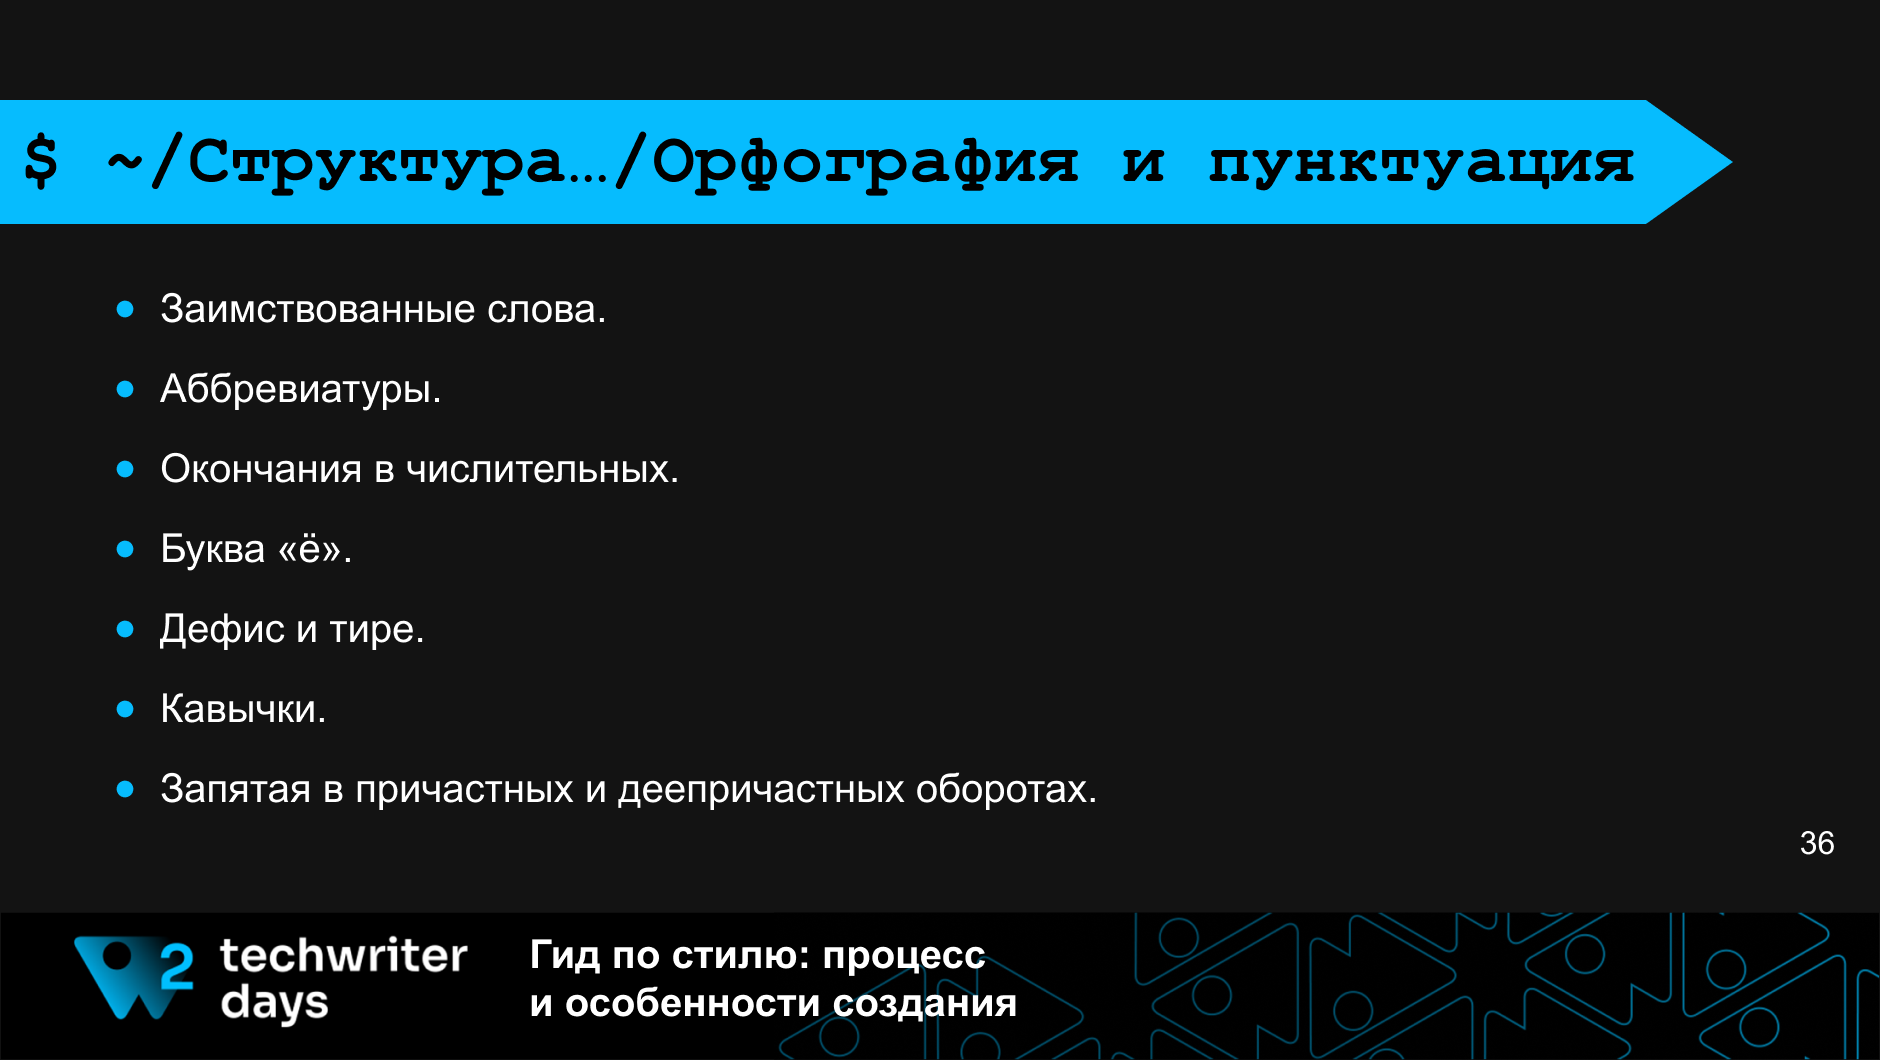 $ ~/Структура…/Орфография и пунктуация
● Заимствованные слова.
● Аббревиатуры.
● Окончания в числительных.
● Буква «ё».
● Дефис и тире.
● Кавычки.
● Запятая в причастных и деепричастных оборотах.
36
2 techwriter
days
Гид по стилю: процесс
и особенности создания